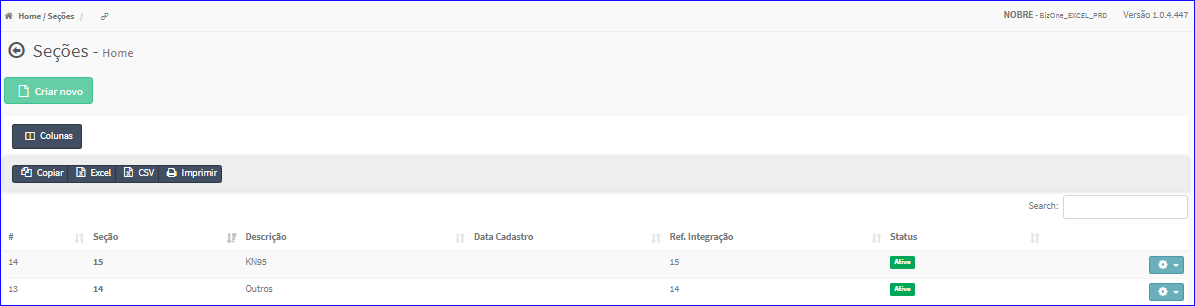 Home / Seções / NOBRE - BizOne_EXCEL_PRD Versão 1.0.4.447
Seções - Home
Criar novo
Colunas
Copiar Excel CSV Imprimir
Search:
# Seção Descrição Data Cadastro Ref. Integração Status
14 15 KN95 15 Ativo
13 14 Outros 14 Ativo